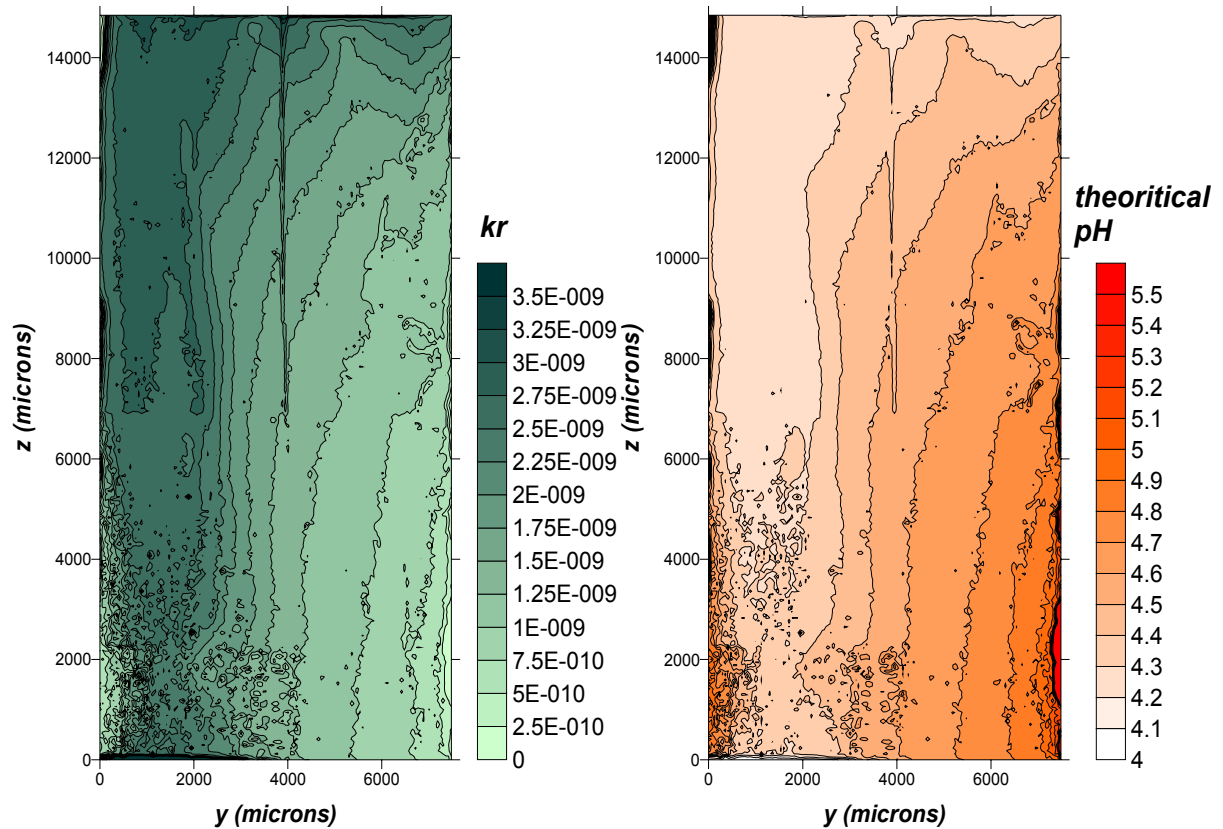 14000
12000
10000
8000
6000
4000
2000
0
z (microns)
0
2000
4000
6000
y (microns)
kr
3.5E-009
3.25E-009
3E-009
2.75E-009
2.5E-009
2.25E-009
2E-009
1.75E-009
1.5E-009
1.25E-009
1E-009
7.5E-010
5E-010
2.5E-010
0
14000
12000
10000
8000
6000
4000
2000
0
z (microns)
0
2000
4000
6000
y (microns)
theoritical
pH
5.5
5.4
5.3
5.2
5.1
5
4.9
4.8
4.7
4.6
4.5
4.4
4.3
4.2
4.1
4